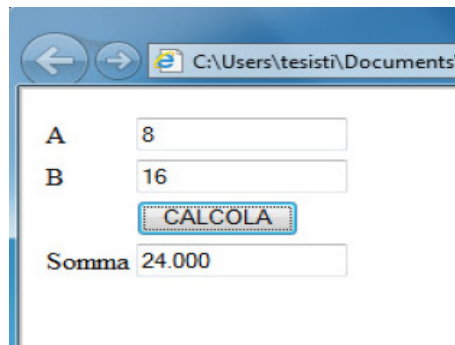 C:\Users\tesisti\Documents\
A 8
B 16
CALCOLA
Somma 24.000